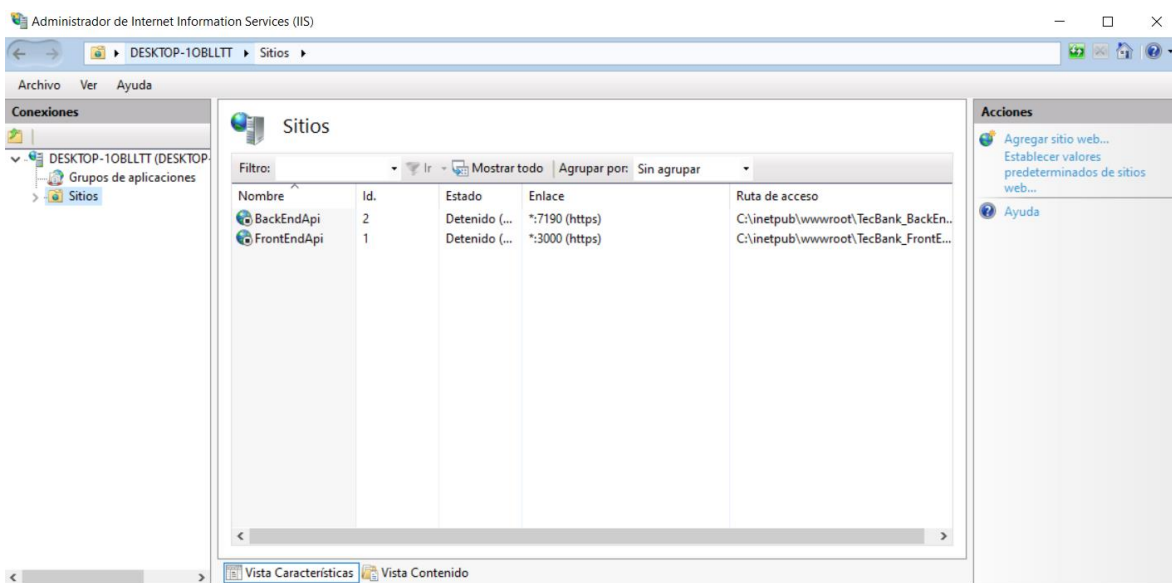 Administrador de Internet Information Services (IIS)
DESKTOP-1OBLLTT Sitios
Archivo Ver Ayuda
Conexiones
DESKTOP-1OBLLTT (DESKTOP-
Grupos de aplicaciones
Sitios
Sitios
Filtro: Ir Mostrar todo Agrupar por: Sin agrupar
Nombre Id. Estado Enlace Ruta de acceso
BackEndApi 2 Detenido (... *:7190 (https) C:\inetpub\wwwroot\TecBank_BackEn...
FrontEndApi 1 Detenido (... *:3000 (https) C:\inetpub\wwwroot\TecBank_FrontE...
Vista Características Vista Contenido
Acciones
Agregar sitio web...
Establecer valores
predeterminados de sitios
web...
Ayuda